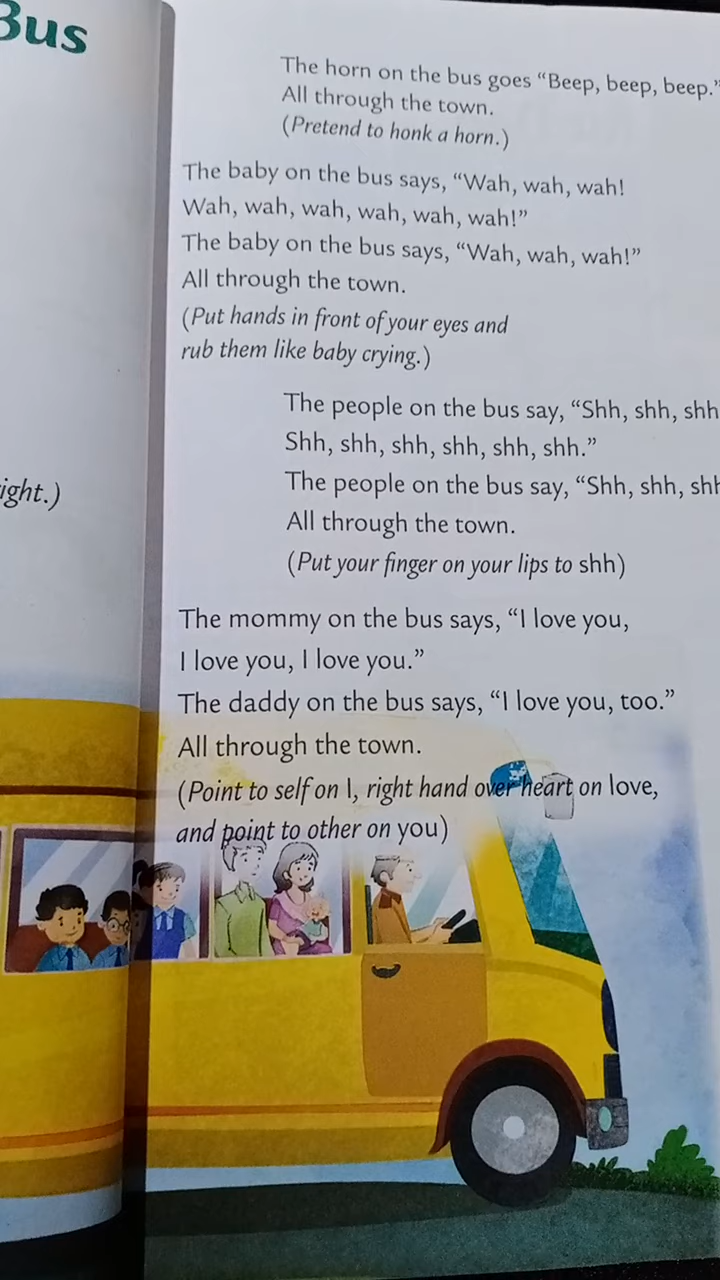 Bus
The horn on the bus goes “Beep, beep, beep.”
All through the town.
(Pretend to honk a horn.)
The baby on the bus says, “Wah, wah, wah!
Wah, wah, wah, wah, wah, wah!”
The baby on the bus says, “Wah, wah, wah!”
All through the town.
(Put hands in front of your eyes and
rub them like baby crying.)
The people on the bus say, “Shh, shh, shh
Shh, shh, shh, shh, shh, shh.”
The people on the bus say, “Shh, shh, shh
All through the town.
ight.)
(Put your finger on your lips to shh)
The mommy on the bus says, “I love you,
I love you, I love you.”
The daddy on the bus says, “I love you, too.”
All through the town.
(Point to self on I, right hand over heart on love,
and point to other on you)